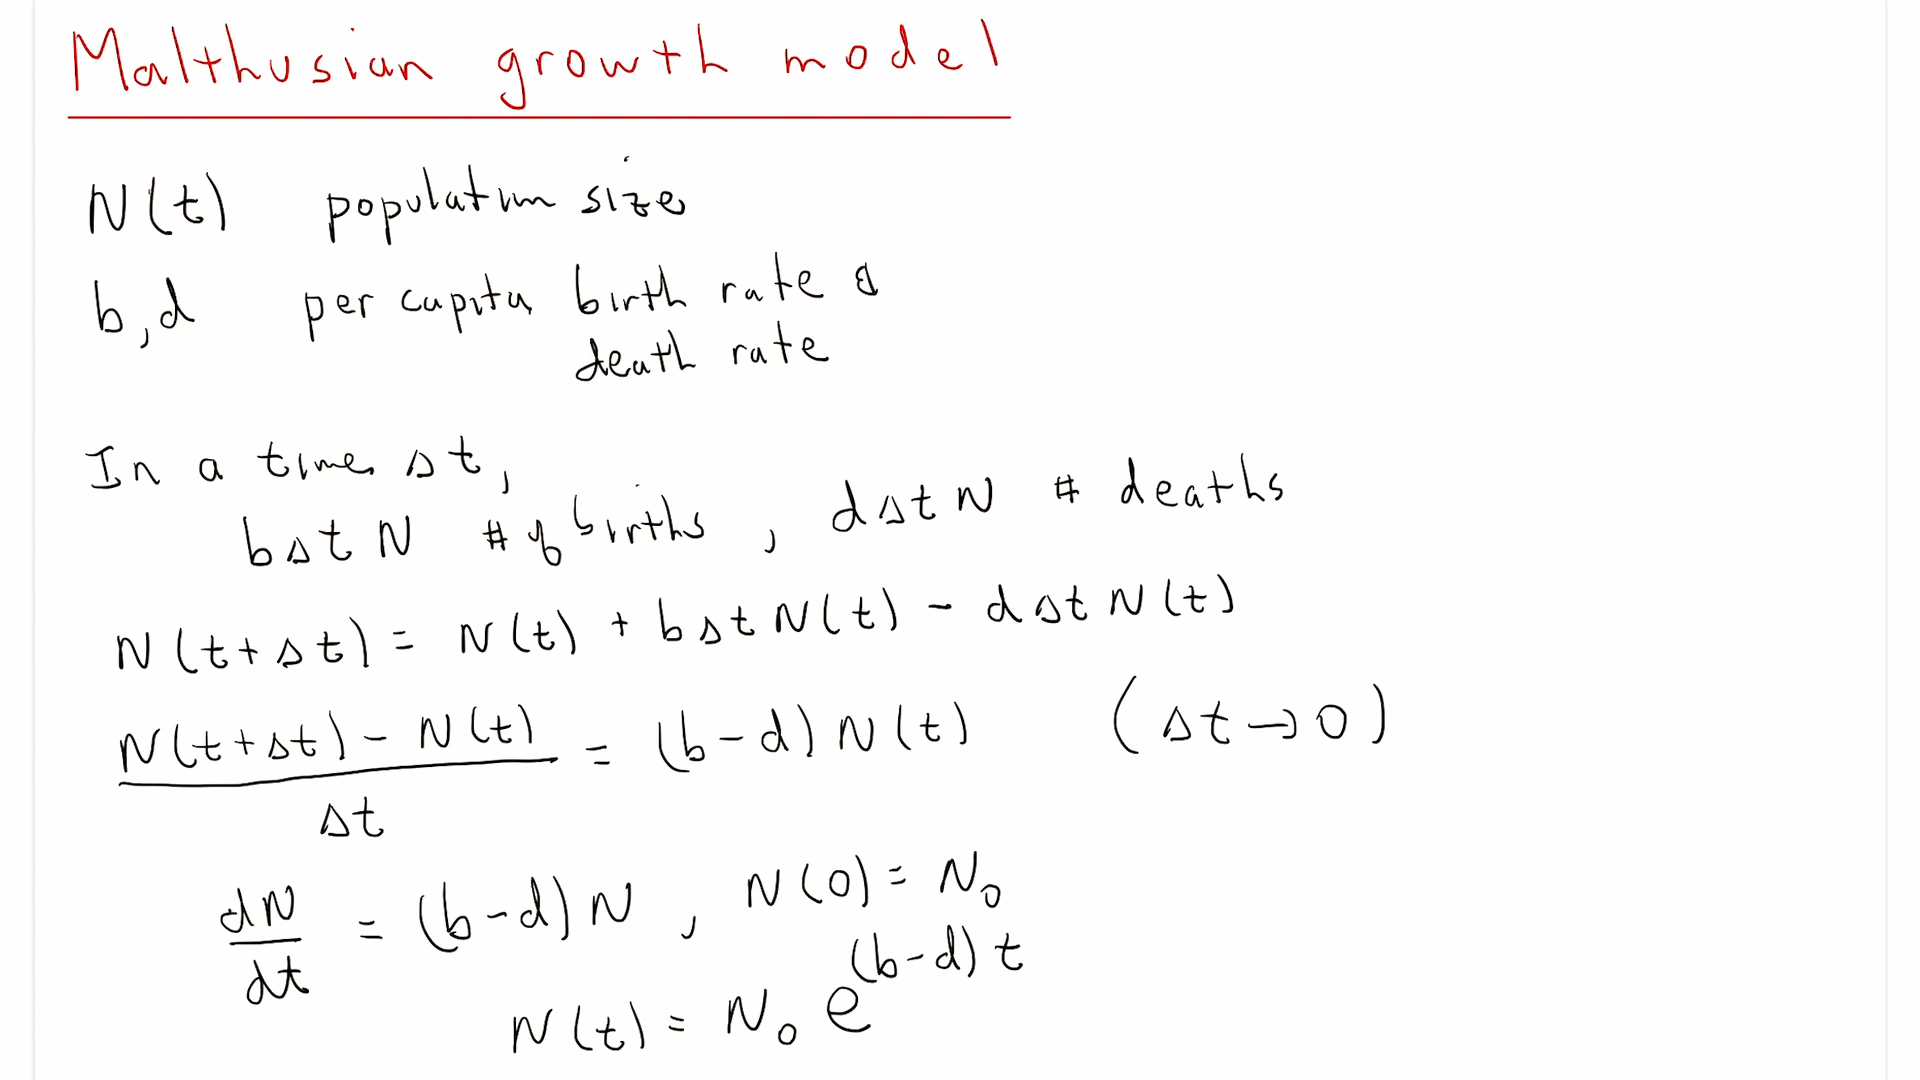 Malthusian growth model
N(t) population size
b,d per capita birth rate &
death rate
In a time Δt,
bΔt N # of births , dΔt N # deaths
N(t+Δt) = N(t) + bΔt N(t) - dΔt N(t)
N(t+Δt) - N(t) / Δt = (b-d) N(t) (Δt→0)
dN/dt = (b-d) N , N(0) = N₀
N(t) = N₀ e^(b-d)t